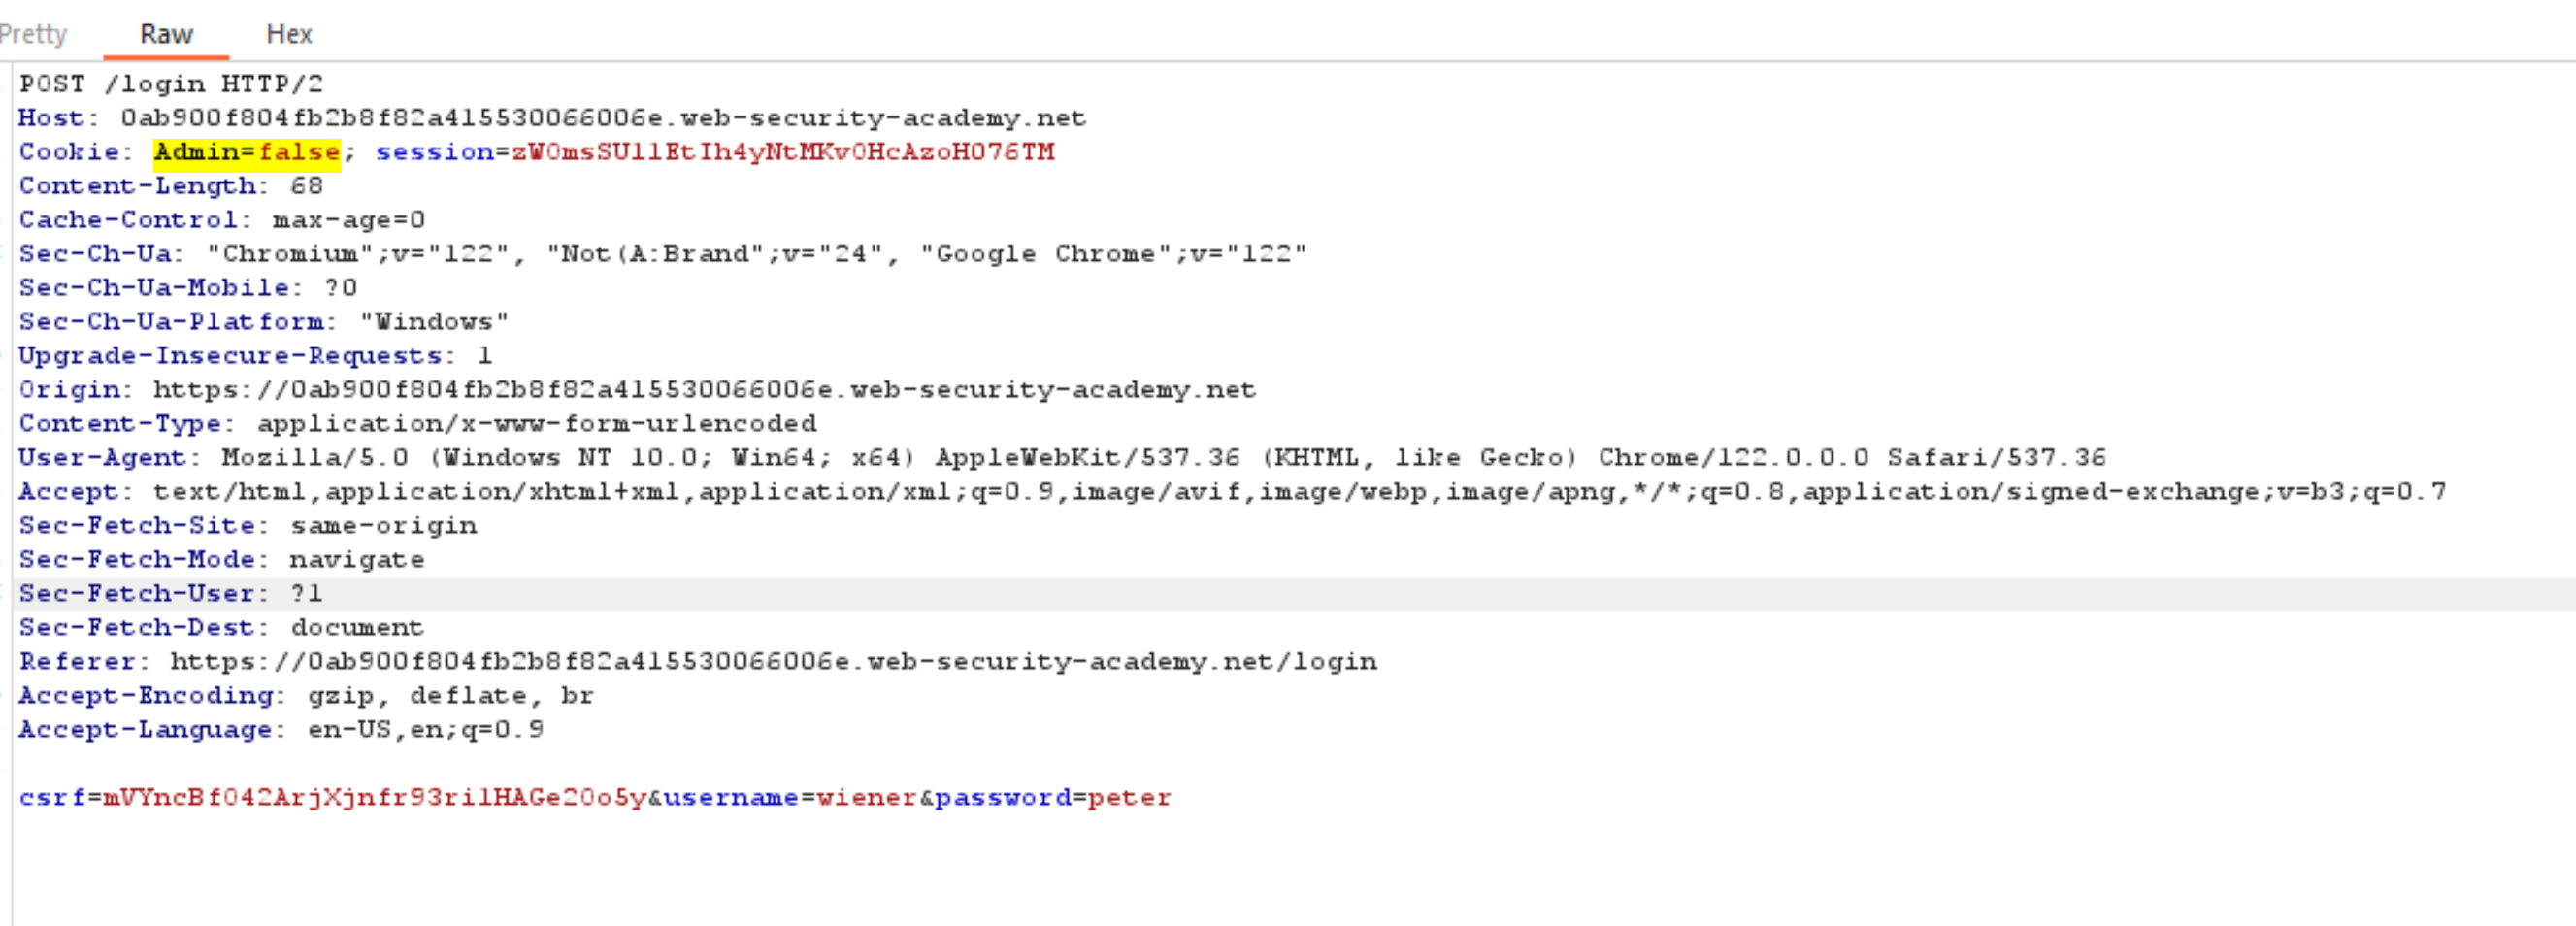 Pretty Raw Hex
POST /login HTTP/2
Host: 0ab900f804fb2b8f82a415530066006e.web-security-academy.net
Cookie: Admin=false; session=zW0msSU1lEtIh4yNtMKv0HcAzoHO76TM
Content-Length: 68
Cache-Control: max-age=0
Sec-Ch-Ua: "Chromium";v="122", "Not(A:Brand";v="24", "Google Chrome";v="122"
Sec-Ch-Ua-Mobile: ?0
Sec-Ch-Ua-Platform: "Windows"
Upgrade-Insecure-Requests: 1
Origin: https://0ab900f804fb2b8f82a415530066006e.web-security-academy.net
Content-Type: application/x-www-form-urlencoded
User-Agent: Mozilla/5.0 (Windows NT 10.0; Win64; x64) AppleWebKit/537.36 (KHTML, like Gecko) Chrome/122.0.0.0 Safari/537.36
Accept: text/html,application/xhtml+xml,application/xml;q=0.9,image/avif,image/webp,image/apng,*/*;q=0.8,application/signed-exchange;v=b3;q=0.7
Sec-Fetch-Site: same-origin
Sec-Fetch-Mode: navigate
Sec-Fetch-User: ?1
Sec-Fetch-Dest: document
Referer: https://0ab900f804fb2b8f82a415530066006e.web-security-academy.net/login
Accept-Encoding: gzip, deflate, br
Accept-Language: en-US,en;q=0.9
csrf=mVYncBf042ArjXjnfr93rilHAGe20o5y&username=wiener&password=peter